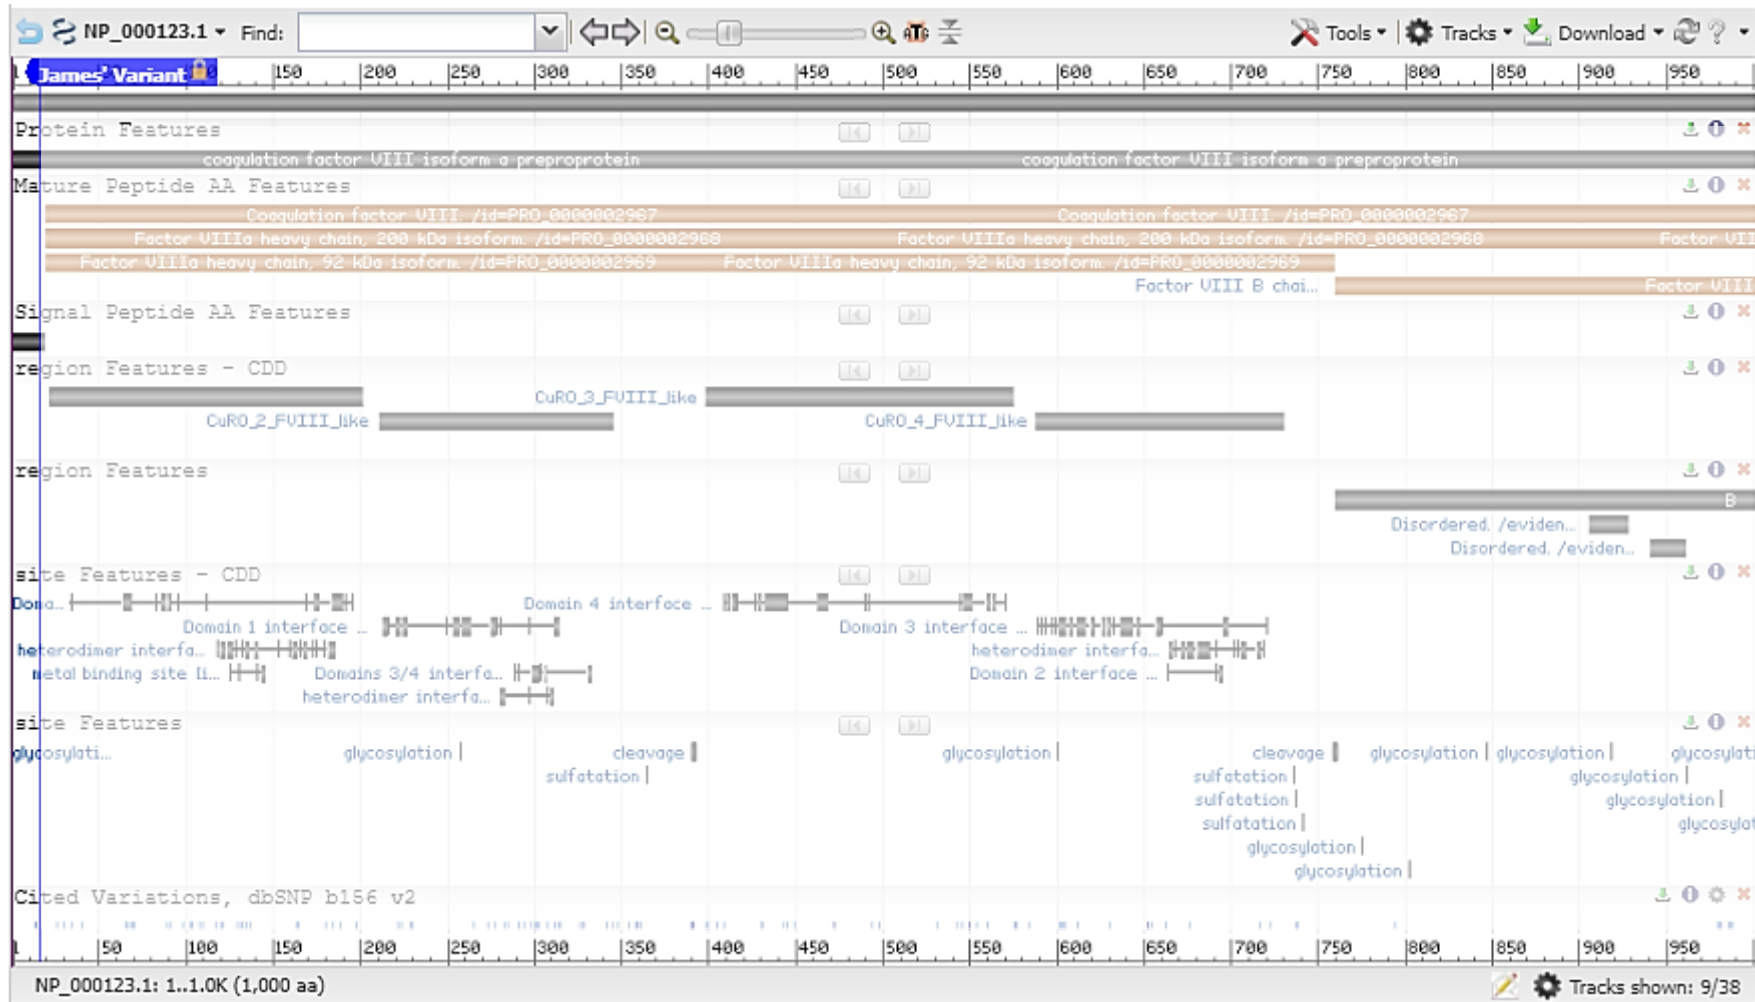 NP_000123.1 Find: Tools Tracks Download ?
1 James' Variant 150 200 250 300 350 400 450 500 550 600 650 700 750 800 850 900 950
Protein Features
coagulation factor VIII isoform a preproprotein coagulation factor VIII isoform a preproprotein
Mature Peptide AA Features
Coagulation factor VIII. /id=PRO_0000002967 Coagulation factor VIII. /id=PRO_0000002967
Factor VIIIa heavy chain, 200 kDa isoform. /id=PRO_0000002968 Factor VIIIa heavy chain, 200 kDa isoform. /id=PRO_0000002968 Factor VII
Factor VIIIa heavy chain, 92 kDa isoform. /id=PRO_0000002969 Factor VIIIa heavy chain, 92 kDa isoform. /id=PRO_0000002969
Factor VIII B chai... Factor VIII
Signal Peptide AA Features
region Features - CDD
CuRO_3_FVIII_like
CuRO_2_FVIII_like CuRO_4_FVIII_like
region Features
B
Disordered. /eviden...
Disordered. /eviden...
site Features - CDD
Doma... Domain 4 interface ...
Domain 1 interface ... Domain 3 interface ...
heterodimer interfa... heterodimer interfa...
metal binding site [i... Domains 3/4 interfa... Domain 2 interface ...
heterodimer interfa...
site Features
glycosylati... glycosylation cleavage glycosylation cleavage glycosylation glycosylation glycosylati
sulfatation sulfatation glycosylation
sulfatation glycosylation
sulfatation glycosylat
glycosylation
glycosylation
Cited Variations, dbSNP b156 v2
1 50 100 150 200 250 300 350 400 450 500 550 600 650 700 750 800 850 900 950
NP_000123.1: 1..1.0K (1,000 aa) Tracks shown: 9/38